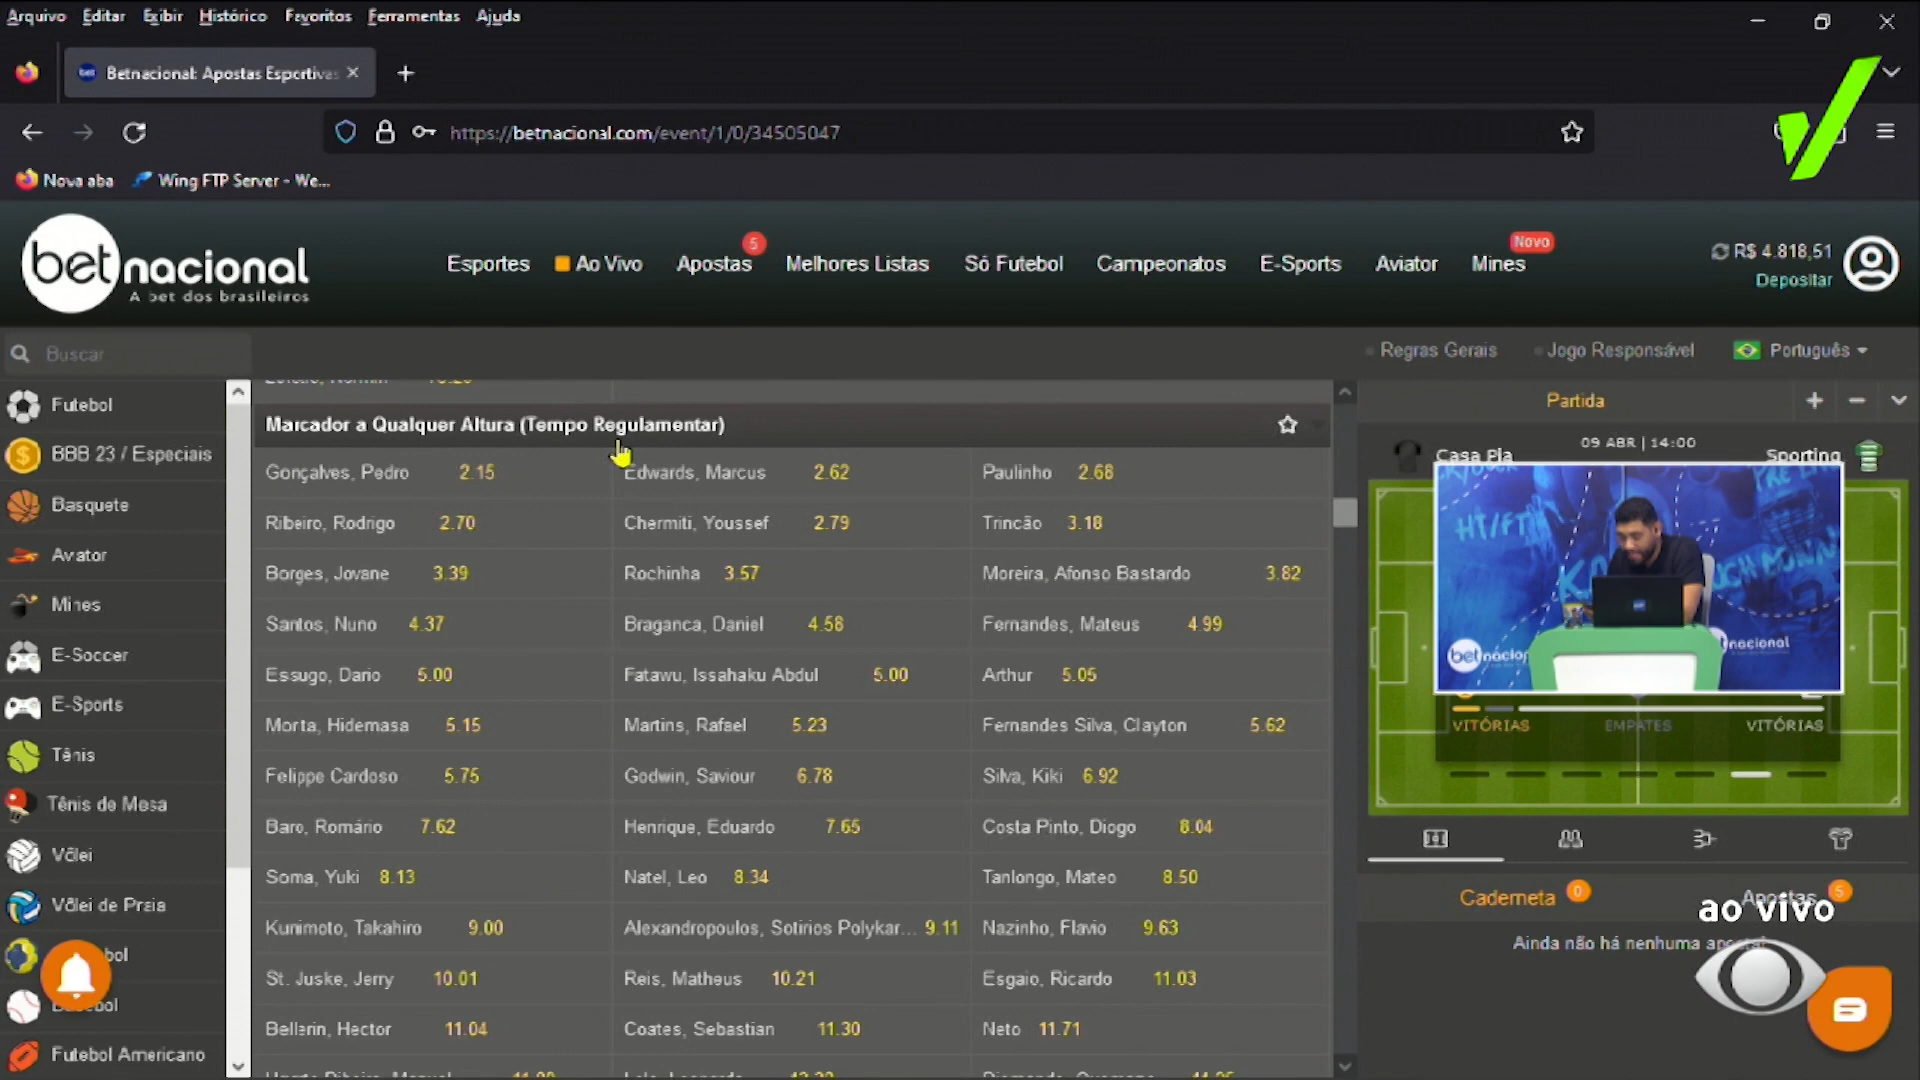 Arquivo Editar Exibir Histórico Favoritos Ferramentas Ajuda
Betnacional: Apostas Esportivas
https://betnacional.com/event/1/0/34505047
Nova aba Wing FTP Server - We...
betnacional
A bet dos brasileiros
Esportes Ao Vivo Apostas 5 Melhores Listas Só Futebol Campeonatos E-Sports Aviator Mines Novo
R$ 4.818,51
Depositar
Buscar
Regras Gerais Jogo Responsável Português
Futebol
BBB 23 / Especiais
Basquete
Avator
Mines
E-Soccer
E-Sports
Tênis
Tênis de Mesa
Vôlei
Vôlei de Praia
Futebol Americano
Marcador a Qualquer Altura (Tempo Regulamentar)
Gonçalves, Pedro 2.15 Edwards, Marcus 2.62 Paulinho 2.68
Ribeiro, Rodrigo 2.70 Chermiti, Youssef 2.79 Trincão 3.18
Borges, Jovane 3.39 Rochinha 3.57 Moreira, Afonso Bastardo 3.82
Santos, Nuno 4.37 Braganca, Daniel 4.58 Fernandes, Mateus 4.99
Essugo, Dario 5.00 Fatawu, Issahaku Abdul 5.00 Arthur 5.05
Morta, Hidemasa 5.15 Martins, Rafael 5.23 Fernandes Silva, Clayton 5.62
Felippe Cardoso 5.75 Godwin, Saviour 6.78 Silva, Kiki 6.92
Baro, Romário 7.62 Henrique, Eduardo 7.65 Costa Pinto, Diogo 8.04
Soma, Yuki 8.13 Natel, Leo 8.34 Tanlongo, Mateo 8.50
Kunimoto, Takahiro 9.00 Alexandropoulos, Sotirios Polykar... 9.11 Nazinho, Flavio 9.63
St. Juske, Jerry 10.01 Reis, Matheus 10.21 Esgaio, Ricardo 11.03
Bellerin, Hector 11.04 Coates, Sebastian 11.30 Neto 11.71
Partida
09 ABR | 14:00
Casa Pia Sporting
HT/FT
betnacional
nacional
VITÓRIAS EMPATES VITÓRIAS
Caderneta 0 Apostas 5
ao vivo
Ainda não há nenhuma aposta!